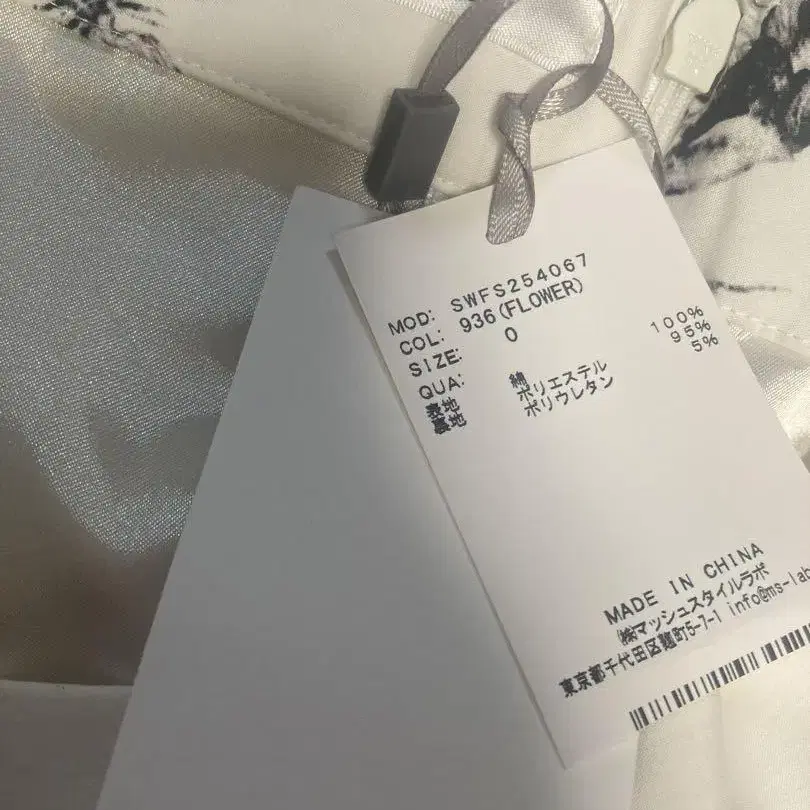 MOD: SWFS254067
COL: 936(FLOWER)
SIZE: 0
QUA:
表地 綿 100%
裏地 ポリエステル 95%
ポリウレタン 5%
MADE IN CHINA
㈱マッシュスタイルラボ
東京都千代田区麹町5-7-1 info@ms-lab